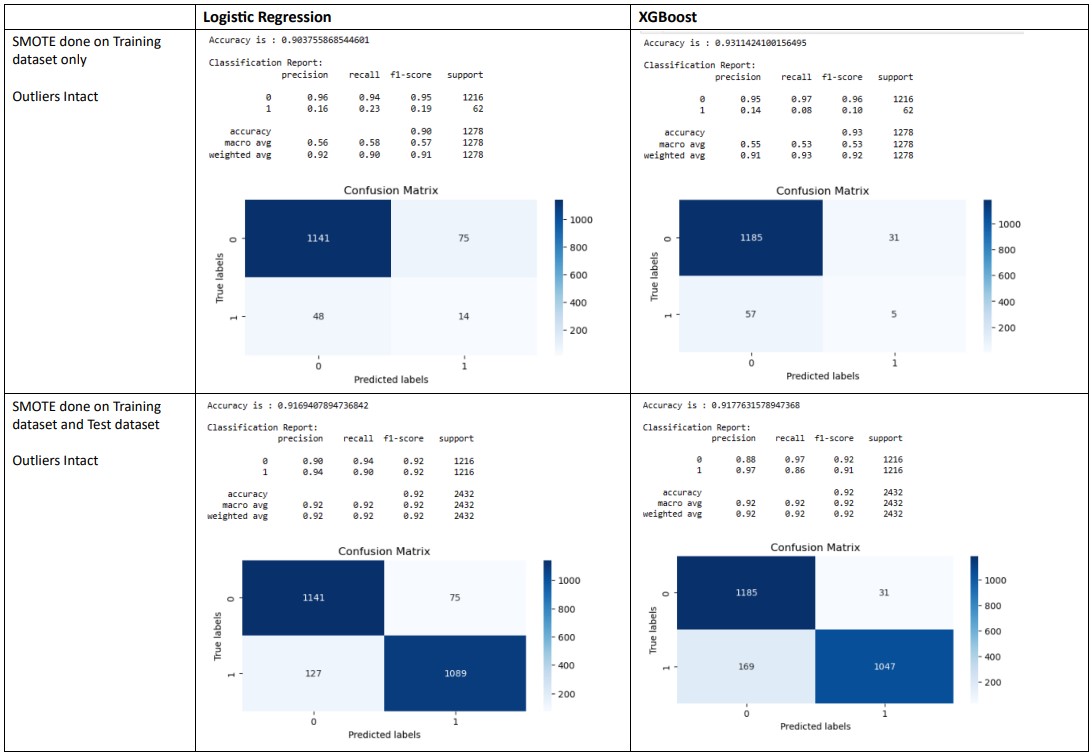 Logistic Regression
XGBoost
SMOTE done on Training
dataset only
Outliers Intact
Accuracy is : 0.903755868544601
Classification Report:
precision recall f1-score support
0 0.96 0.94 0.95 1216
1 0.16 0.23 0.19 62
accuracy 0.90 1278
macro avg 0.56 0.58 0.57 1278
weighted avg 0.92 0.90 0.91 1278
Confusion Matrix
True labels
0
1
1141 75
48 14
0 1
Predicted labels
1000
800
600
400
200
Accuracy is : 0.9311424100156495
Classification Report:
precision recall f1-score support
0 0.95 0.97 0.96 1216
1 0.14 0.08 0.10 62
accuracy 0.93 1278
macro avg 0.55 0.53 0.53 1278
weighted avg 0.91 0.93 0.92 1278
Confusion Matrix
True labels
0
1
1185 31
57 5
0 1
Predicted labels
1000
800
600
400
200
SMOTE done on Training
dataset and Test dataset
Outliers Intact
Accuracy is : 0.9169407894736842
Classification Report:
precision recall f1-score support
0 0.90 0.94 0.92 1216
1 0.94 0.90 0.92 1216
accuracy 0.92 2432
macro avg 0.92 0.92 0.92 2432
weighted avg 0.92 0.92 0.92 2432
Confusion Matrix
True labels
0
1
1141 75
127 1089
0 1
Predicted labels
1000
800
600
400
200
Accuracy is : 0.9177631578947368
Classification Report:
precision recall f1-score support
0 0.88 0.97 0.92 1216
1 0.97 0.86 0.91 1216
accuracy 0.92 2432
macro avg 0.92 0.92 0.92 2432
weighted avg 0.92 0.92 0.92 2432
Confusion Matrix
True labels
0
1
1185 31
169 1047
0 1
Predicted labels
1000
800
600
400
200